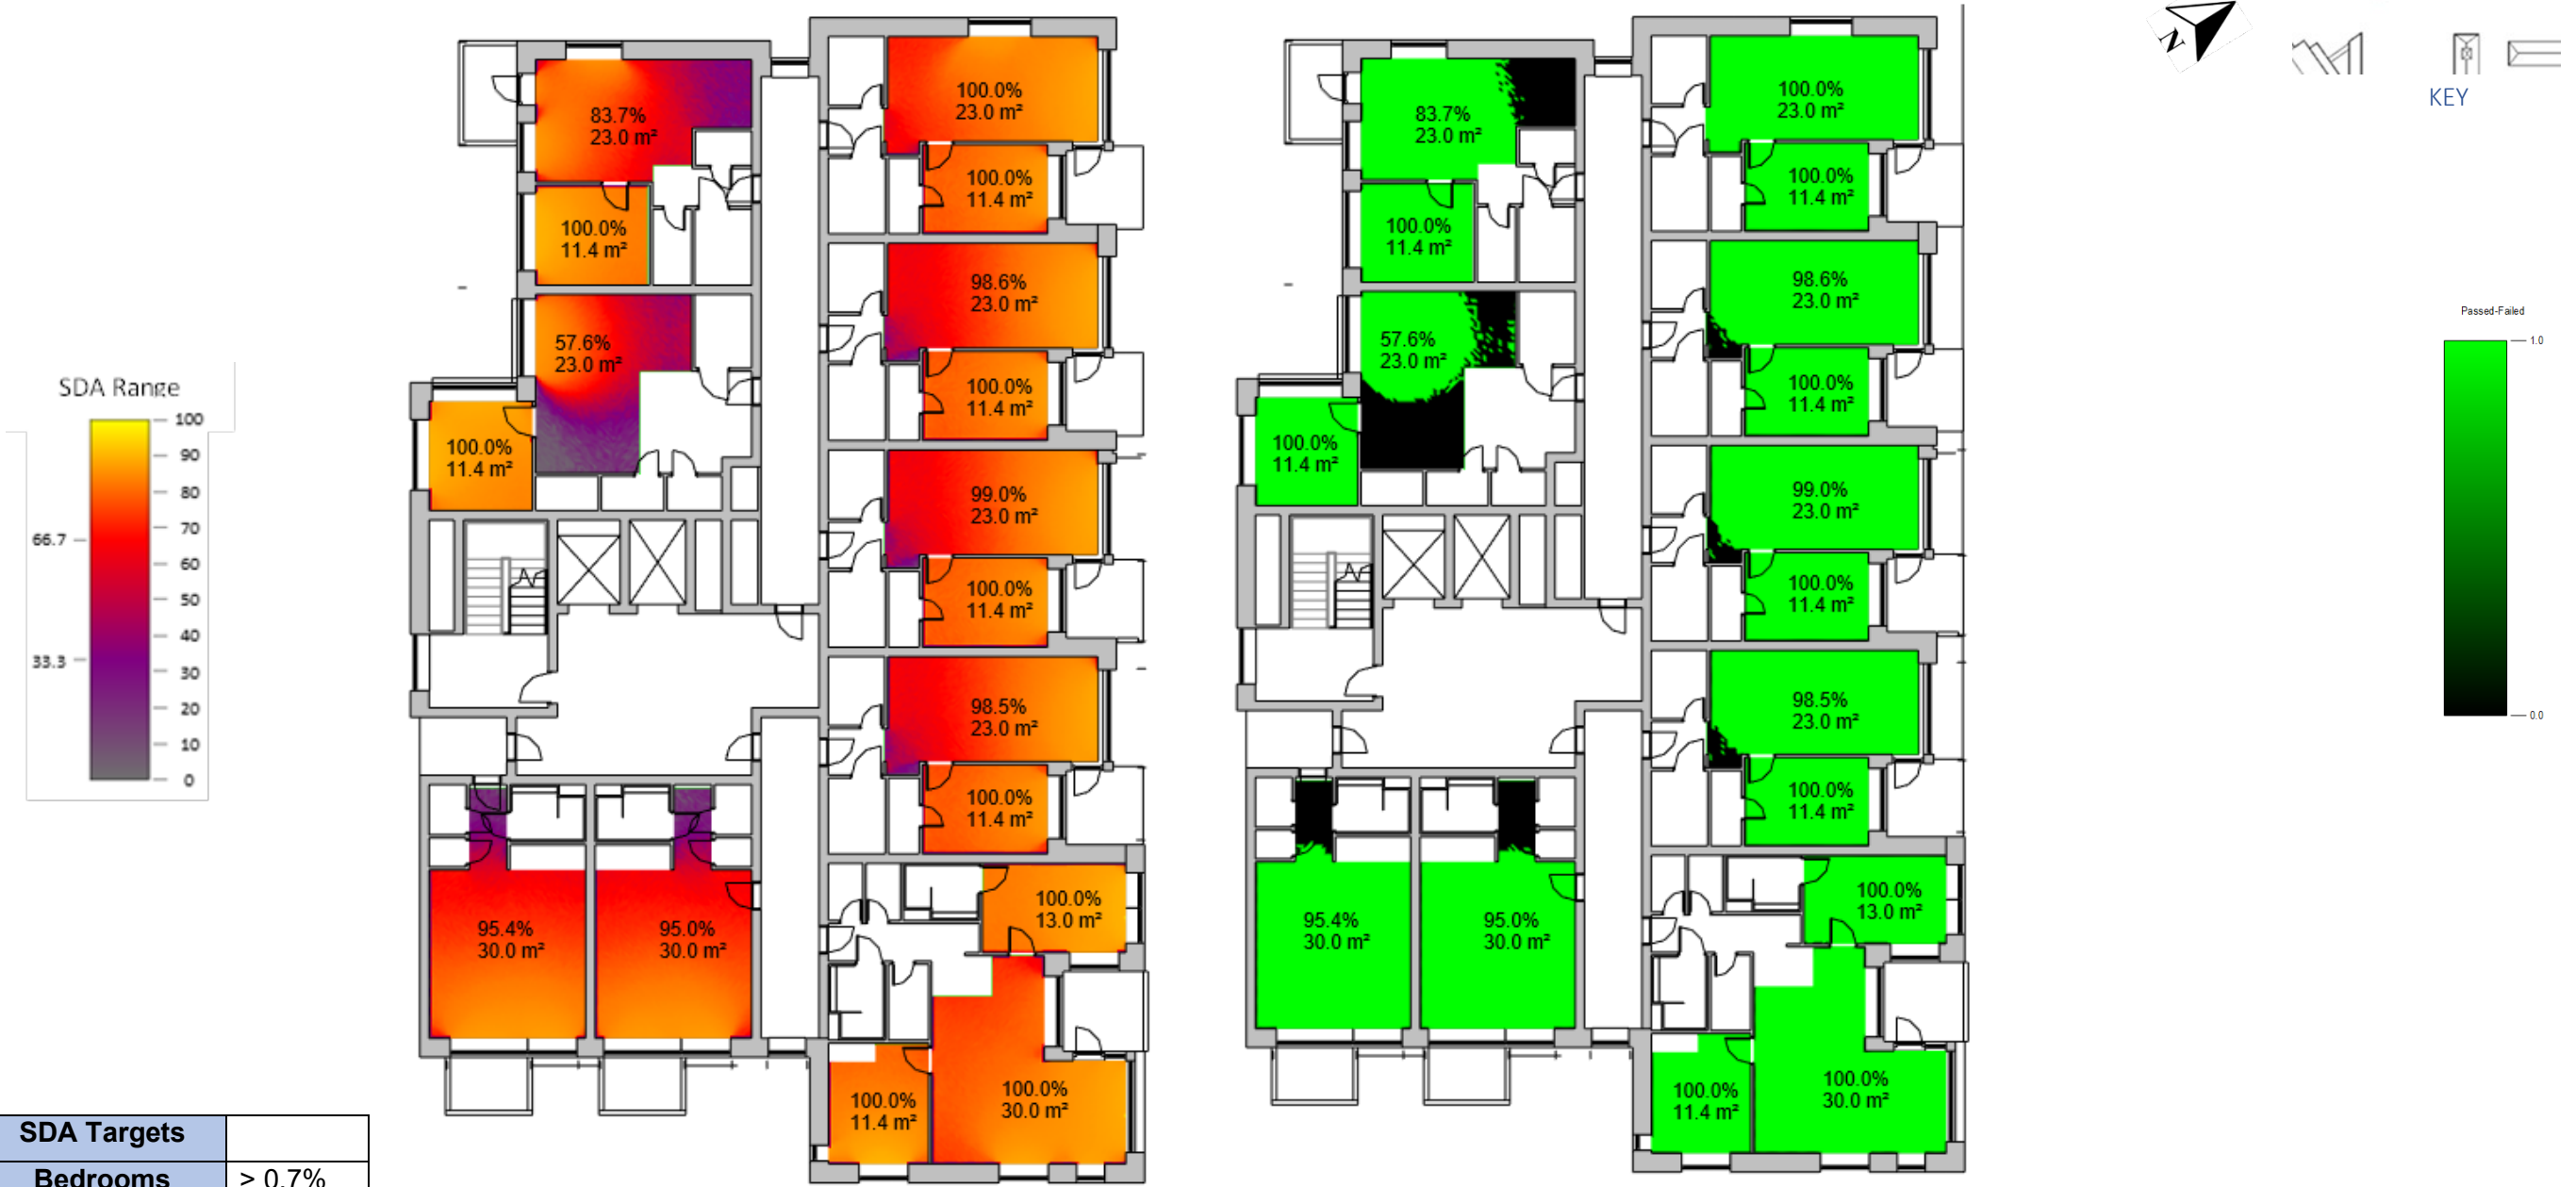 SDA Range
100
90
80
70
60
50
40
30
20
10
0
66.7
33.3
SDA Targets
Bedrooms
> 0.7%
83.7%
23.0 m²
100.0%
11.4 m²
57.6%
23.0 m²
100.0%
11.4 m²
95.4%
30.0 m²
95.0%
30.0 m²
100.0%
23.0 m²
100.0%
11.4 m²
98.6%
23.0 m²
100.0%
11.4 m²
99.0%
23.0 m²
100.0%
11.4 m²
98.5%
23.0 m²
100.0%
11.4 m²
100.0%
13.0 m²
100.0%
11.4 m²
100.0%
30.0 m²
83.7%
23.0 m²
100.0%
11.4 m²
57.6%
23.0 m²
100.0%
11.4 m²
95.4%
30.0 m²
95.0%
30.0 m²
100.0%
23.0 m²
100.0%
11.4 m²
98.6%
23.0 m²
100.0%
11.4 m²
99.0%
23.0 m²
100.0%
11.4 m²
98.5%
23.0 m²
100.0%
11.4 m²
100.0%
13.0 m²
100.0%
11.4 m²
100.0%
30.0 m²
N
KEY
Passed-Failed
1.0
0.0